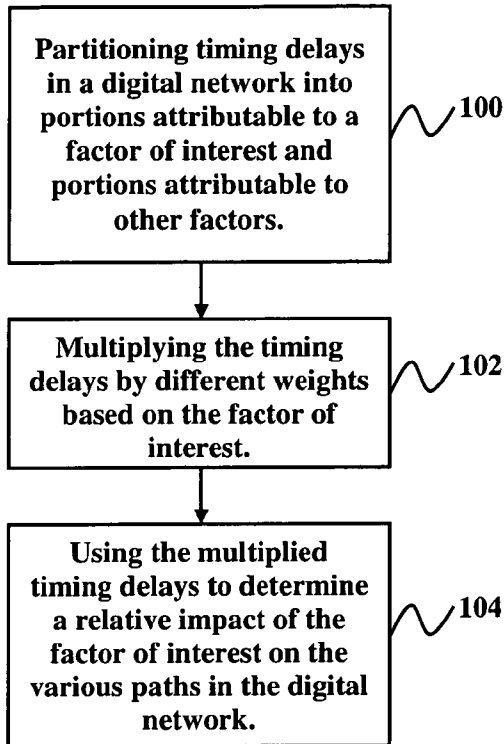 Partitioning timing delays
in a digital network into
portions attributable to a
factor of interest and
portions attributable to
other factors.
100
Multiplying the timing
delays by different weights
based on the factor of
interest.
102
Using the multiplied
timing delays to determine
a relative impact of the
factor of interest on the
various paths in the digital
network.
104